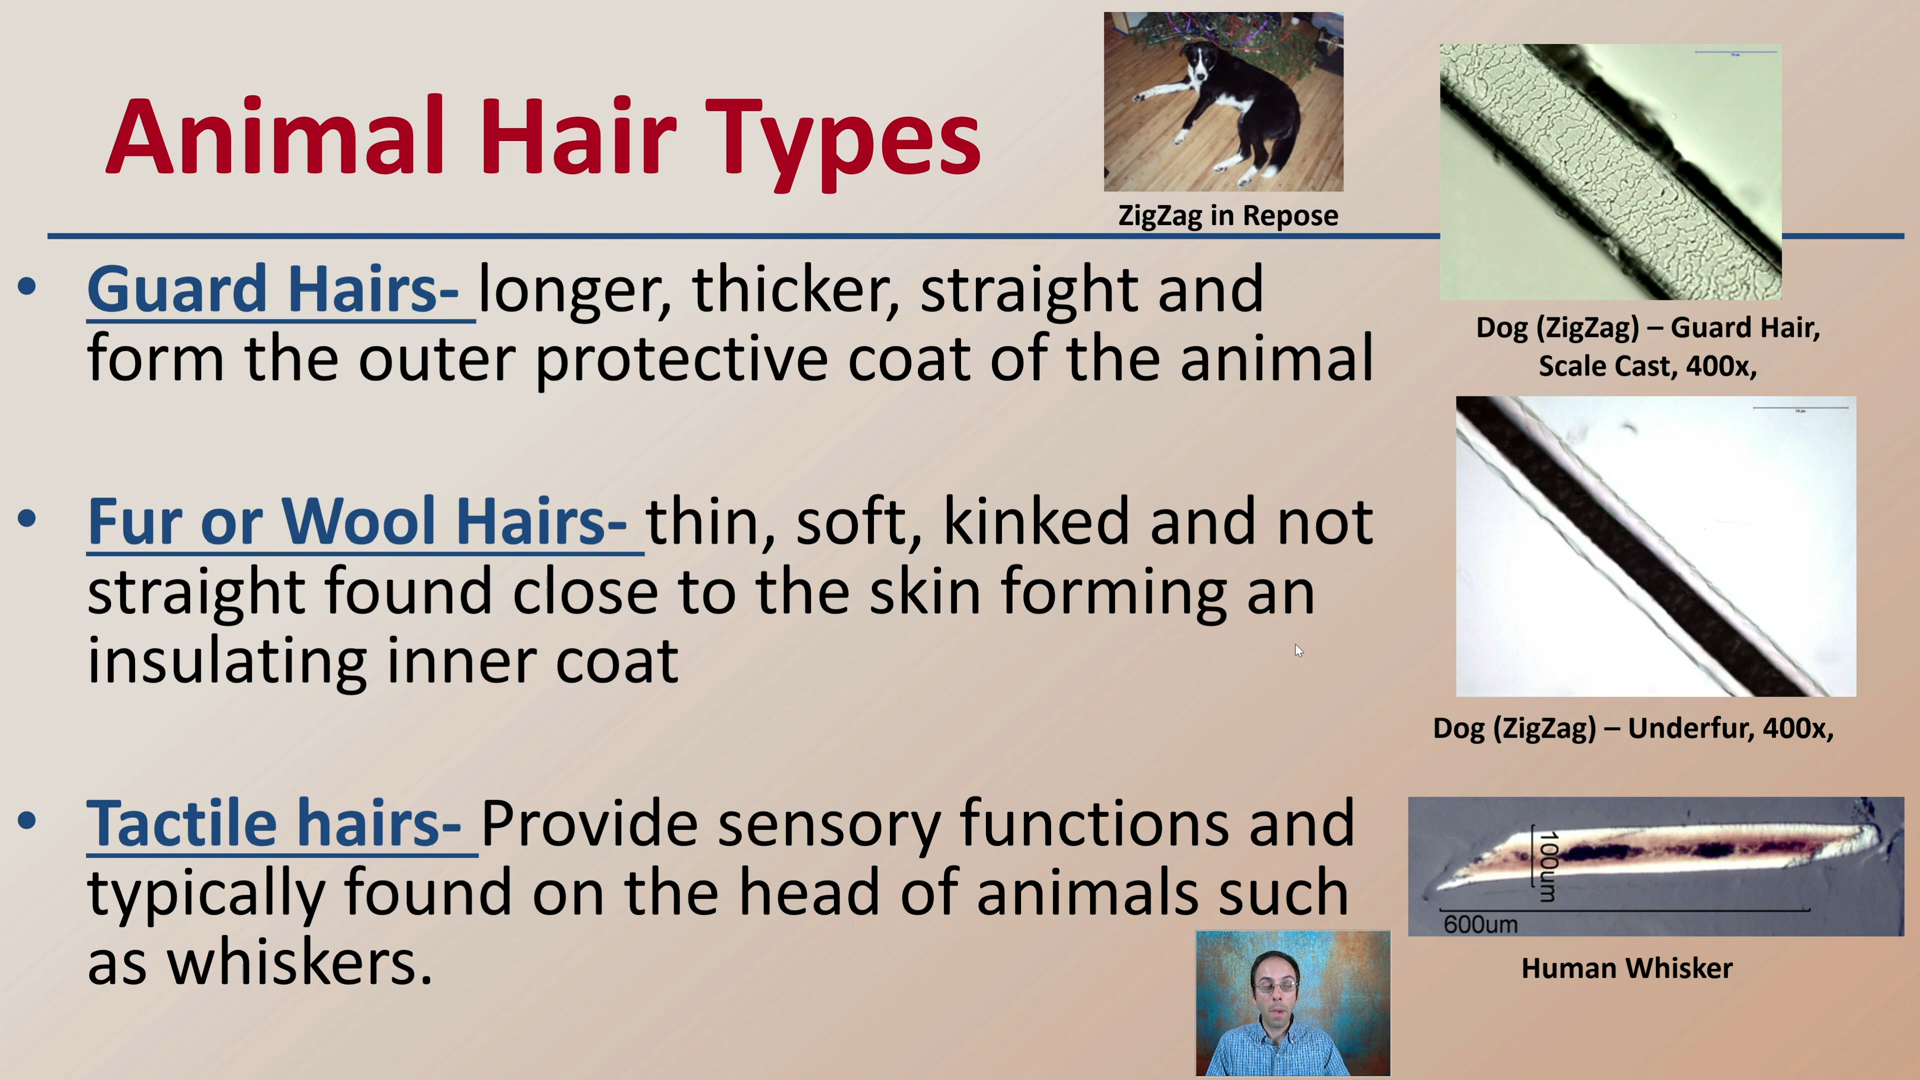 Animal Hair Types
ZigZag in Repose
• Guard Hairs- longer, thicker, straight and
form the outer protective coat of the animal
• Fur or Wool Hairs- thin, soft, kinked and not
straight found close to the skin forming an
insulating inner coat
• Tactile hairs- Provide sensory functions and
typically found on the head of animals such
as whiskers.
Dog (ZigZag) – Guard Hair,
Scale Cast, 400x,
Dog (ZigZag) – Underfur, 400x,
100um
600um
Human Whisker